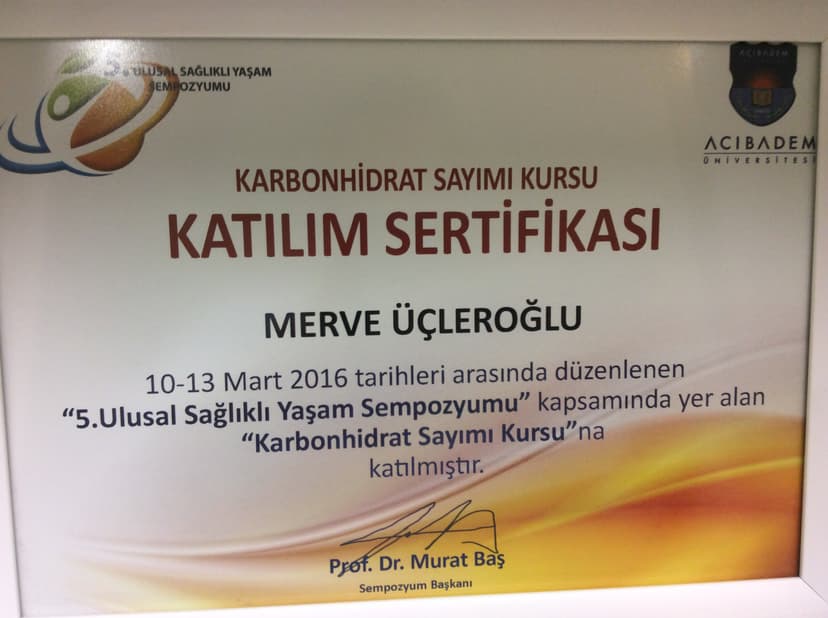 5. ULUSAL SAĞLIKLI YAŞAM
SEMPOZYUMU
ACIBADEM
ACIBADEM
ÜNİVERSİTESİ
KARBONHİDRAT SAYIMI KURSU
KATILIM SERTİFİKASI
MERVE ÜÇLEROĞLU
10-13 Mart 2016 tarihleri arasında düzenlenen
“5.Ulusal Sağlıklı Yaşam Sempozyumu” kapsamında yer alan
“Karbonhidrat Sayımı Kursu”na
katılmıştır.
Prof. Dr. Murat Baş
Sempozyum Başkanı